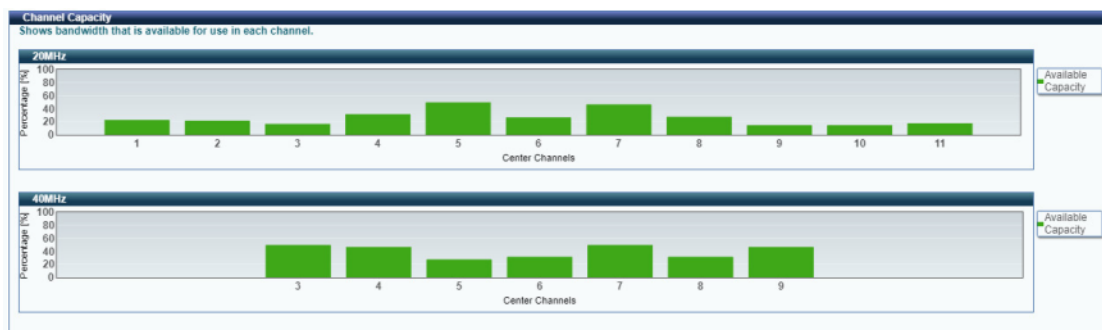 Channel Capacity
Shows bandwidth that is available for use in each channel.
20MHz
Percentage [%]
100
80
60
40
20
0
1 2 3 4 5 6 7 8 9 10 11
Center Channels
Available
Capacity
40MHz
Percentage [%]
100
80
60
40
20
0
3 4 5 6 7 8 9
Center Channels
Available
Capacity